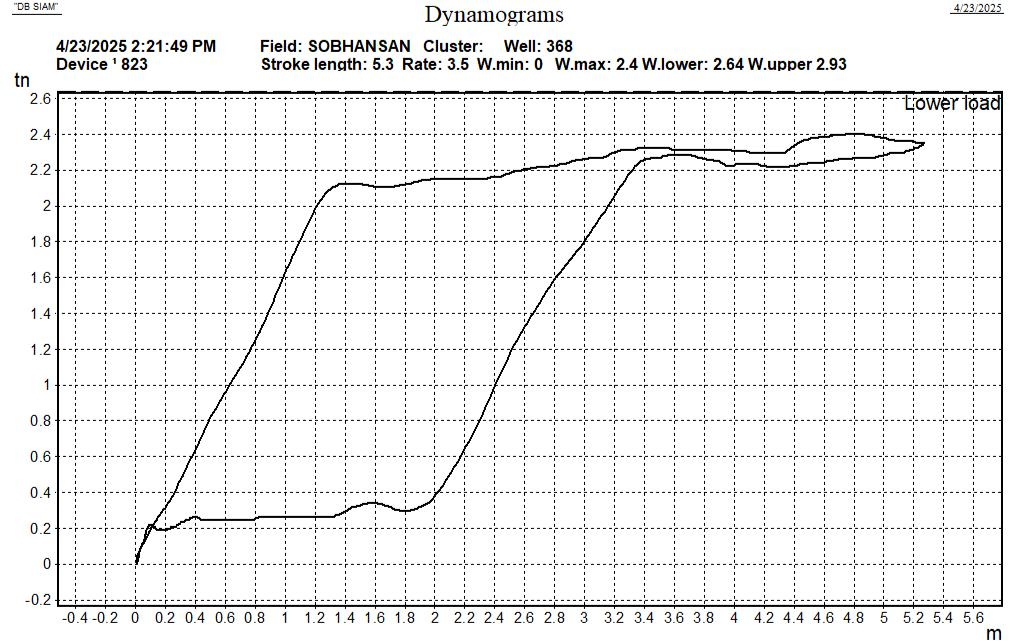 "DB SIAM"
4/23/2025
Dynamograms
4/23/2025 2:21:49 PM Field: SOBHANSAN Cluster: Well: 368
Device ¹ 823 Stroke length: 5.3 Rate: 3.5 W.min: 0 W.max: 2.4 W.lower: 2.64 W.upper 2.93
tn
Lower load
2.6
2.4
2.2
2
1.8
1.6
1.4
1.2
1
0.8
0.6
0.4
0.2
0
-0.2
-0.4 -0.2 0 0.2 0.4 0.6 0.8 1 1.2 1.4 1.6 1.8 2 2.2 2.4 2.6 2.8 3 3.2 3.4 3.6 3.8 4 4.2 4.4 4.6 4.8 5 5.2 5.4 5.6
m